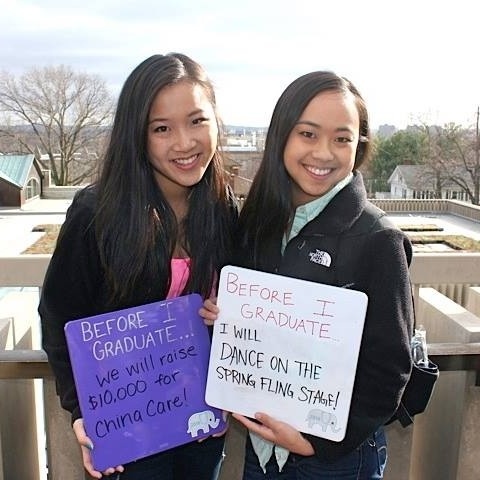 BEFORE I
GRADUATE...
We will raise
$10,000 for
China Care!
BEFORE I
GRADUATE...
I WILL
DANCE ON THE
SPRING FLING STAGE!
THE
NORTH
FACE